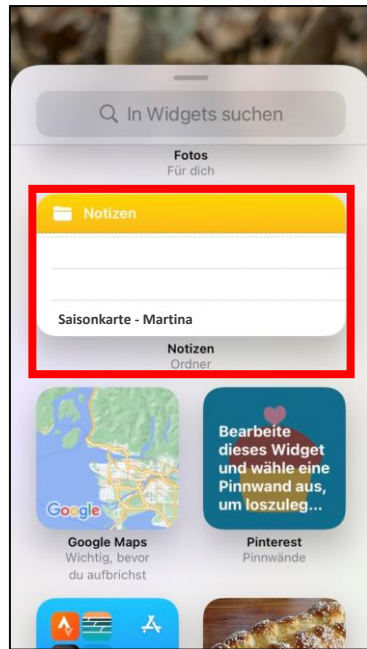 In Widgets suchen
Fotos
Für dich
Notizen
Saisonkarte - Martina
Notizen
Ordner
Google
Bearbeite
dieses Widget
und wähle eine
Pinnwand aus,
um loszuleg...
Google Maps
Wichtig, bevor
du aufbrichst
Pinterest
Pinnwände